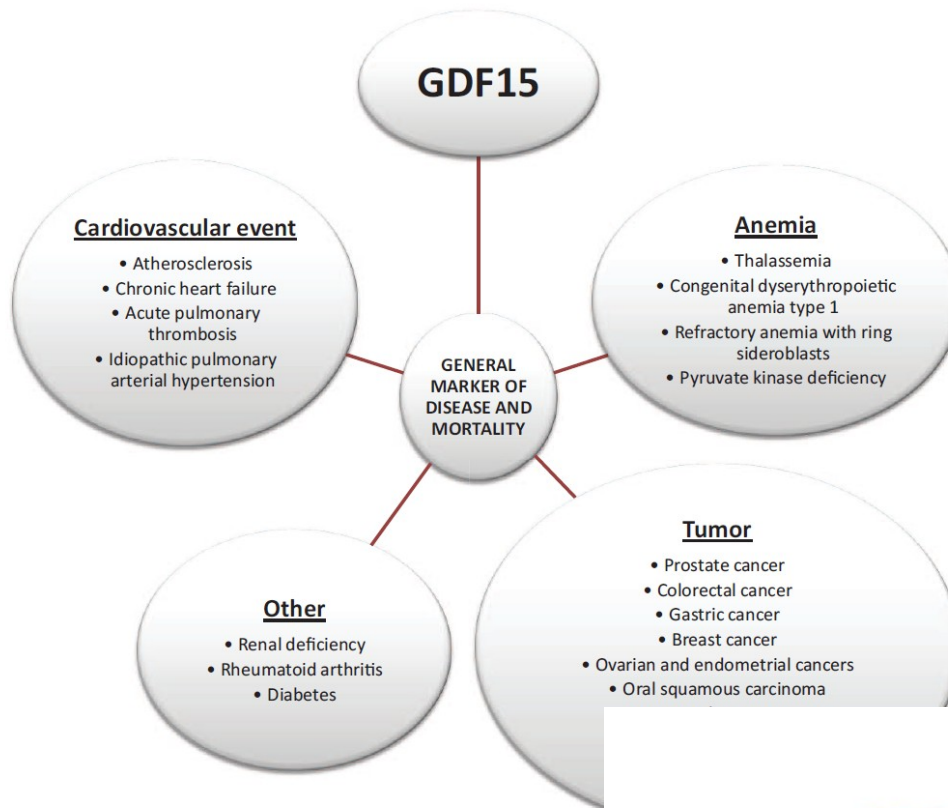 GDF15
Cardiovascular event
• Atherosclerosis
• Chronic heart failure
• Acute pulmonary
thrombosis
• Idiopathic pulmonary
arterial hypertension
Anemia
• Thalassemia
• Congenital dyserythropoietic
anemia type 1
• Refractory anemia with ring
sideroblasts
• Pyruvate kinase deficiency
GENERAL
MARKER OF
DISEASE AND
MORTALITY
Other
• Renal deficiency
• Rheumatoid arthritis
• Diabetes
Tumor
• Prostate cancer
• Colorectal cancer
• Gastric cancer
• Breast cancer
• Ovarian and endometrial cancers
• Oral squamous carcinoma